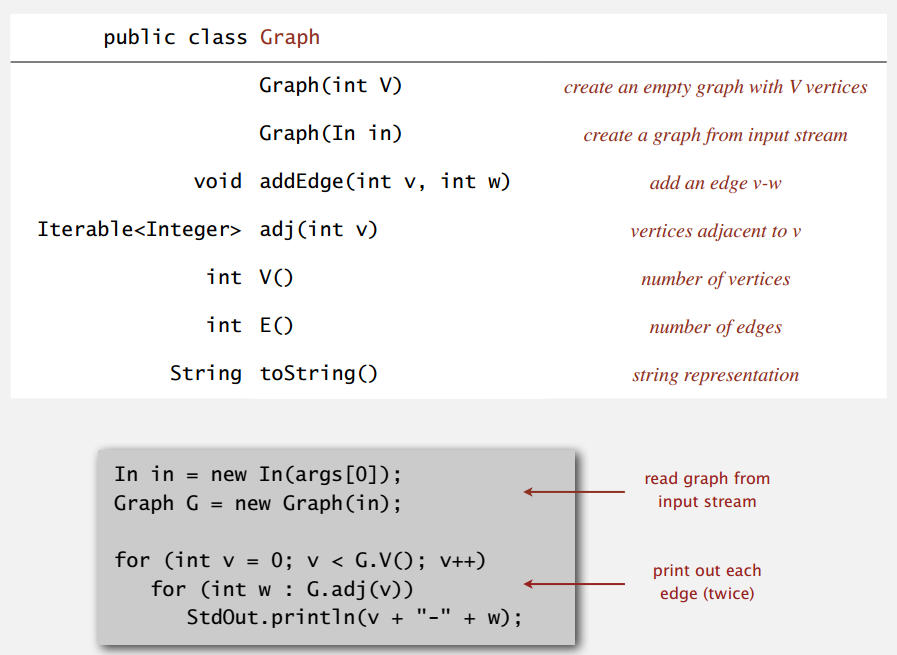 public class Graph
Graph(int V) create an empty graph with V vertices
Graph(In in) create a graph from input stream
void addEdge(int v, int w) add an edge v-w
Iterable<Integer> adj(int v) vertices adjacent to v
int V() number of vertices
int E() number of edges
String toString() string representation
In in = new In(args[0]);
Graph G = new Graph(in);
read graph from
input stream
for (int v = 0; v < G.V(); v++)
for (int w : G.adj(v))
StdOut.println(v + "-" + w);
print out each
edge (twice)